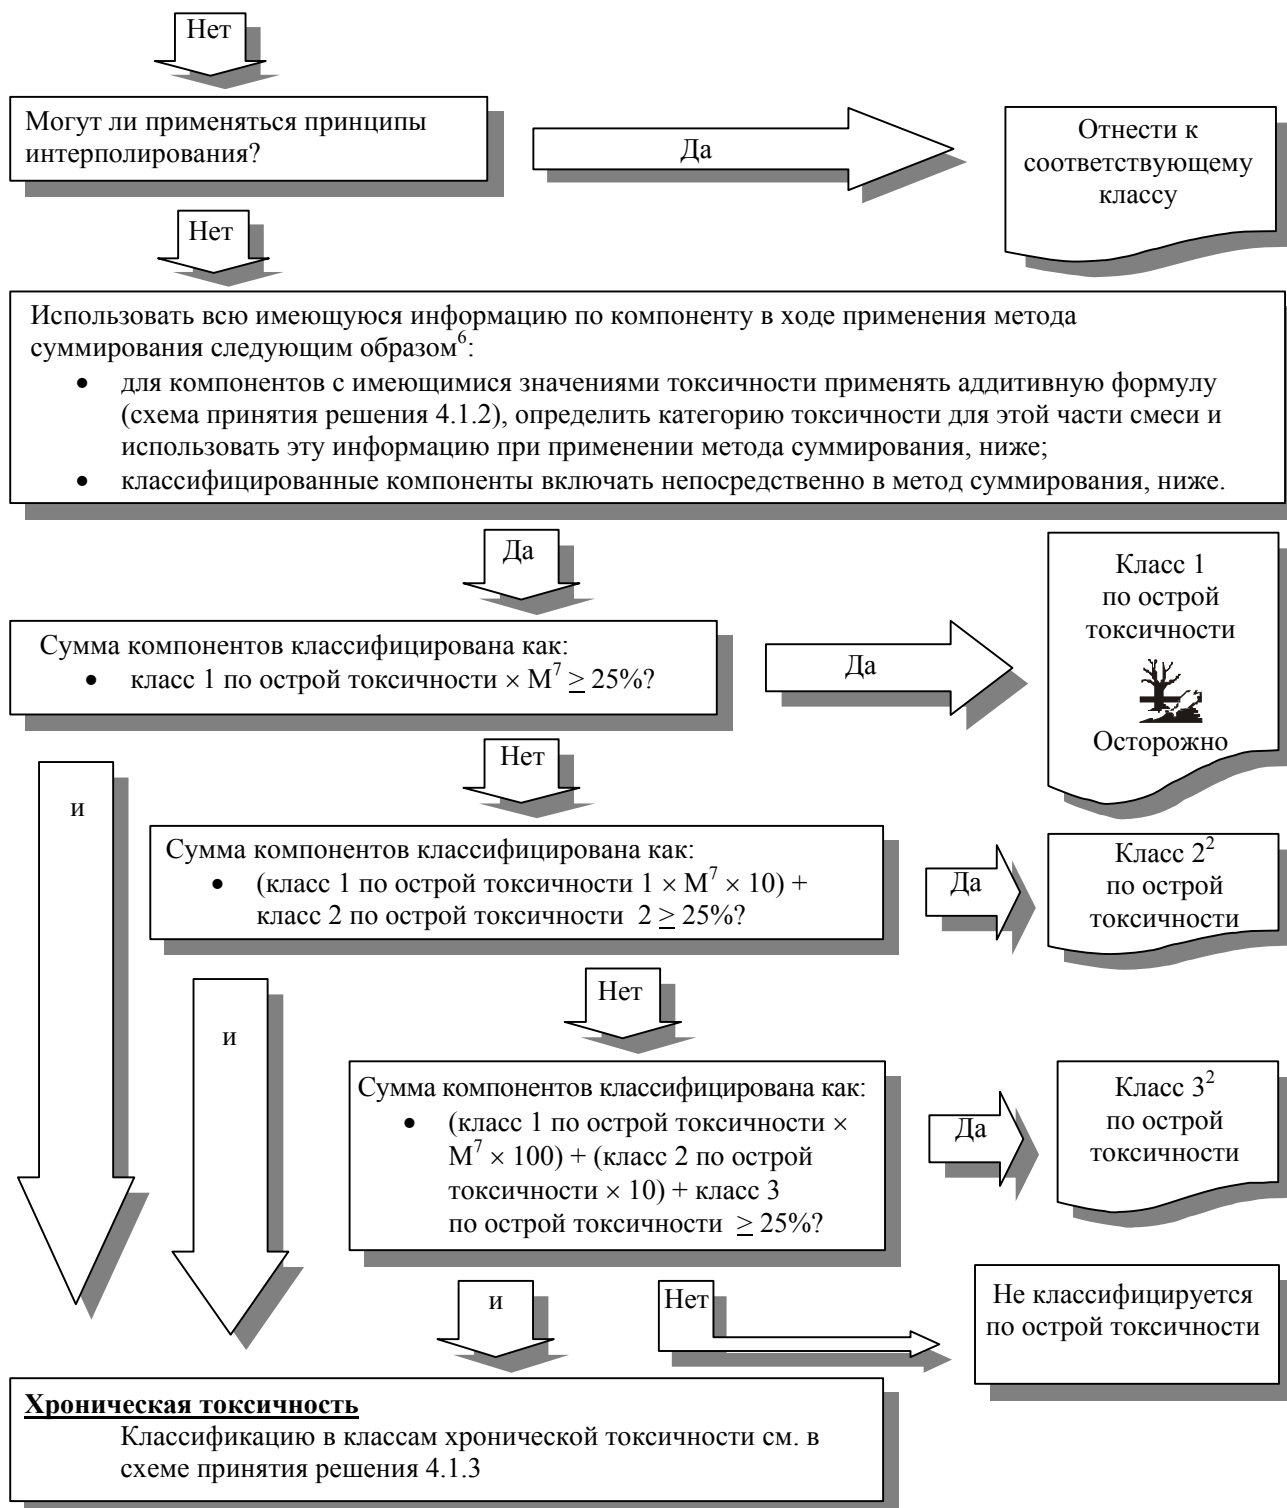 Нет
Могут ли применяться принципы
интерполирования?
Да
Отнести к
соответствующему
классу
Нет
Использовать всю имеющуюся информацию по компоненту в ходе применения метода
суммирования следующим образом⁶:
• для компонентов с имеющимися значениями токсичности применять аддитивную формулу
(схема принятия решения 4.1.2), определить категорию токсичности для этой части смеси и
использовать эту информацию при применении метода суммирования, ниже;
• классифицированные компоненты включать непосредственно в метод суммирования, ниже.
Да
Сумма компонентов классифицирована как:
• класс 1 по острой токсичности × M⁷ ≥ 25%?
Да
Класс 1
по острой
токсичности
Осторожно
Нет
и
Сумма компонентов классифицирована как:
• (класс 1 по острой токсичности 1 × M⁷ × 10) +
класс 2 по острой токсичности 2 ≥ 25%?
Да
Класс 2²
по острой
токсичности
Нет
и
Сумма компонентов классифицирована как:
• (класс 1 по острой токсичности ×
M⁷ × 100) + (класс 2 по острой
токсичности × 10) + класс 3
по острой токсичности ≥ 25%?
Да
Класс 3²
по острой
токсичности
и
Нет
Не классифицируется
по острой токсичности
Хроническая токсичность
Классификацию в классам хронической токсичности см. в
схеме принятия решения 4.1.3